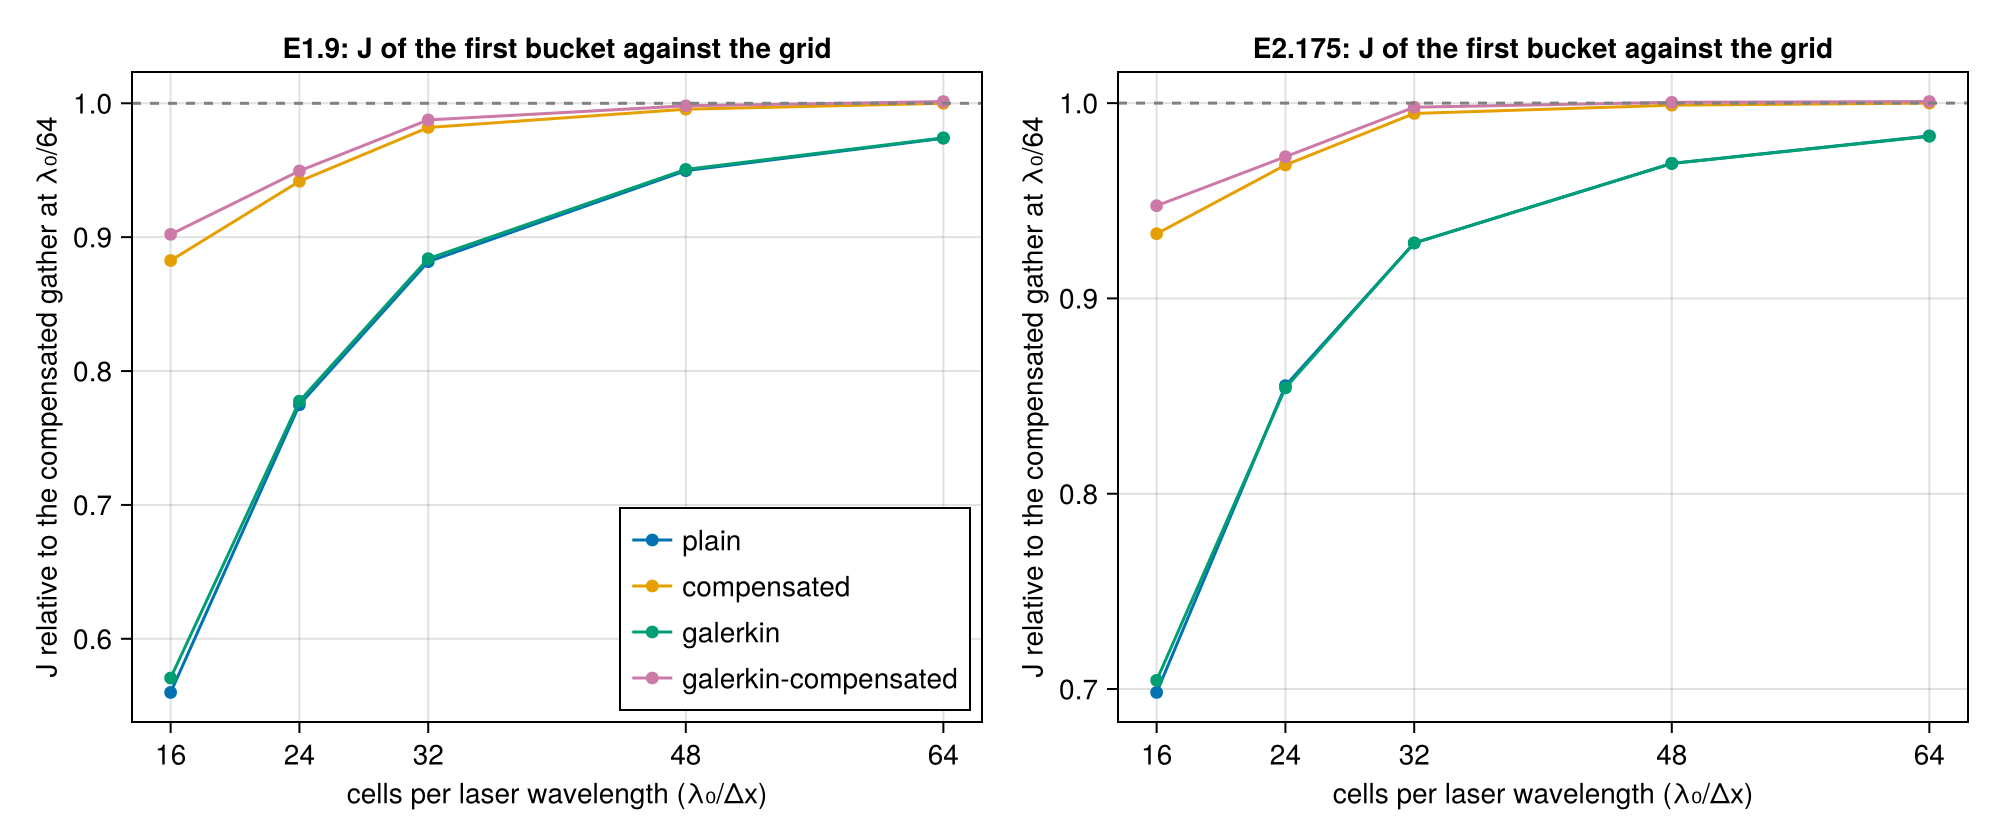 E1.9: J of the first bucket against the grid
J relative to the compensated gather at λ₀/64
1.0
0.9
0.8
0.7
0.6
plain
compensated
galerkin
galerkin-compensated
16 24 32 48 64
cells per laser wavelength (λ₀/Δx)
E2.175: J of the first bucket against the grid
J relative to the compensated gather at λ₀/64
1.0
0.9
0.8
0.7
16 24 32 48 64
cells per laser wavelength (λ₀/Δx)